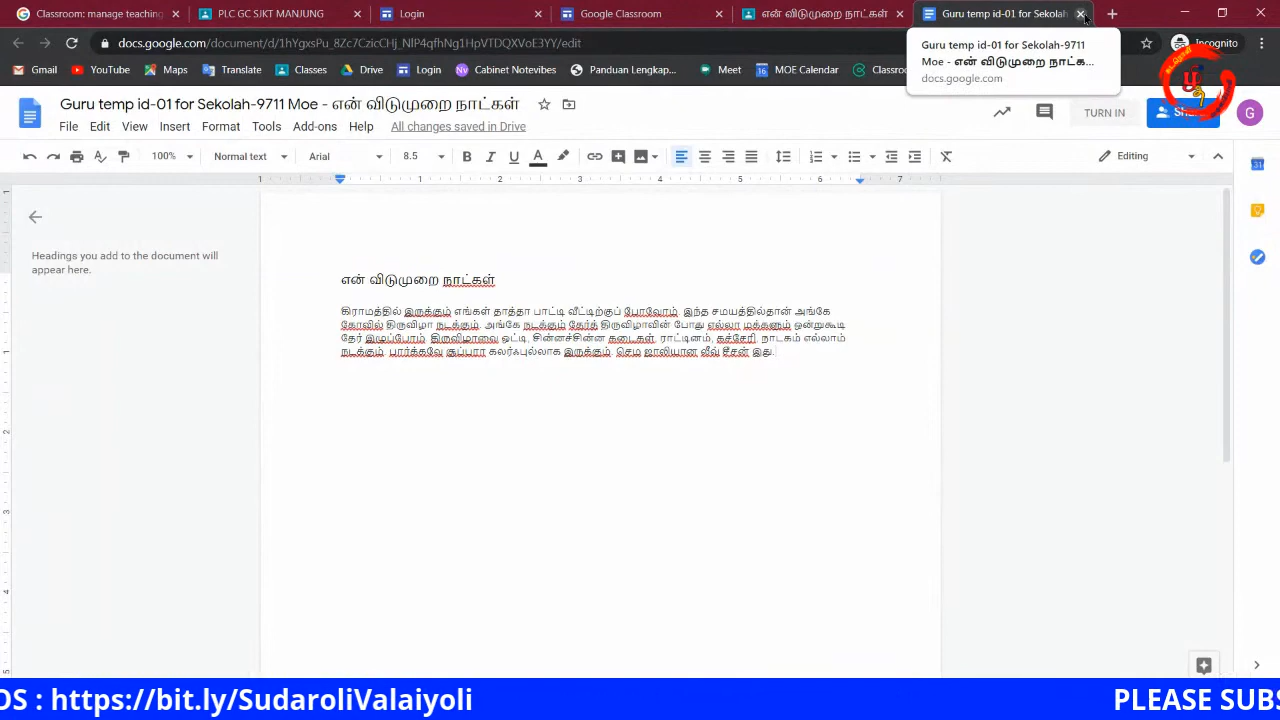 Classroom: manage teaching
PLC GC SJKT MANJUNG
Login
Google Classroom
என் விடுமுறை நாட்கள்
Guru temp id-01 for Sekolah
docs.google.com/document/d/1hYgxsPu_8Zc7CzicCHj_NlP4qfhNg1HpVTDQXVoE3YY/edit
Incognito
Gmail
YouTube
Maps
Translate
Classes
Drive
Login
Cabinet Novibes
Panduan Lengkap...
Meet
MOE Calendar
Classroo
Guru temp id-01 for Sekolah-9711
Moe - என் விடுமுறை நாட்க...
docs.google.com
Guru temp id-01 for Sekolah-9711 Moe - என் விடுமுறை நாட்கள்
File Edit View Insert Format Tools Add-ons Help All changes saved in Drive
TURN IN
100% Normal text Arial 8.5
Editing
Headings you add to the document will
appear here.
என் விடுமுறை நாட்கள்
கிராமத்தில் இருக்கும் எங்கள் தாத்தா பாட்டி வீட்டிற்குப் போவோம். இந்த சமயத்தில்தான் அங்கே
கோவில் திருவிழா நடக்கும். அங்கே நடக்கும் தேர்த் திருவிழாவின் போது எல்லா மக்களும் ஒன்றுகூடி
தேர் இழுப்போம். திருவிழாவை ஒட்டி, சின்னச்சின்ன கடைகள், ராட்டினம், கச்சேரி, நாடகம் எல்லாம்
நடக்கும். பார்க்கவே சூப்பரா கலர்ஃபுல்லாக இருக்கும். செம ஜாலியான லீவ் சீசன் இது.
OS : https://bit.ly/SudaroliValaiyoli
PLEASE SUBS